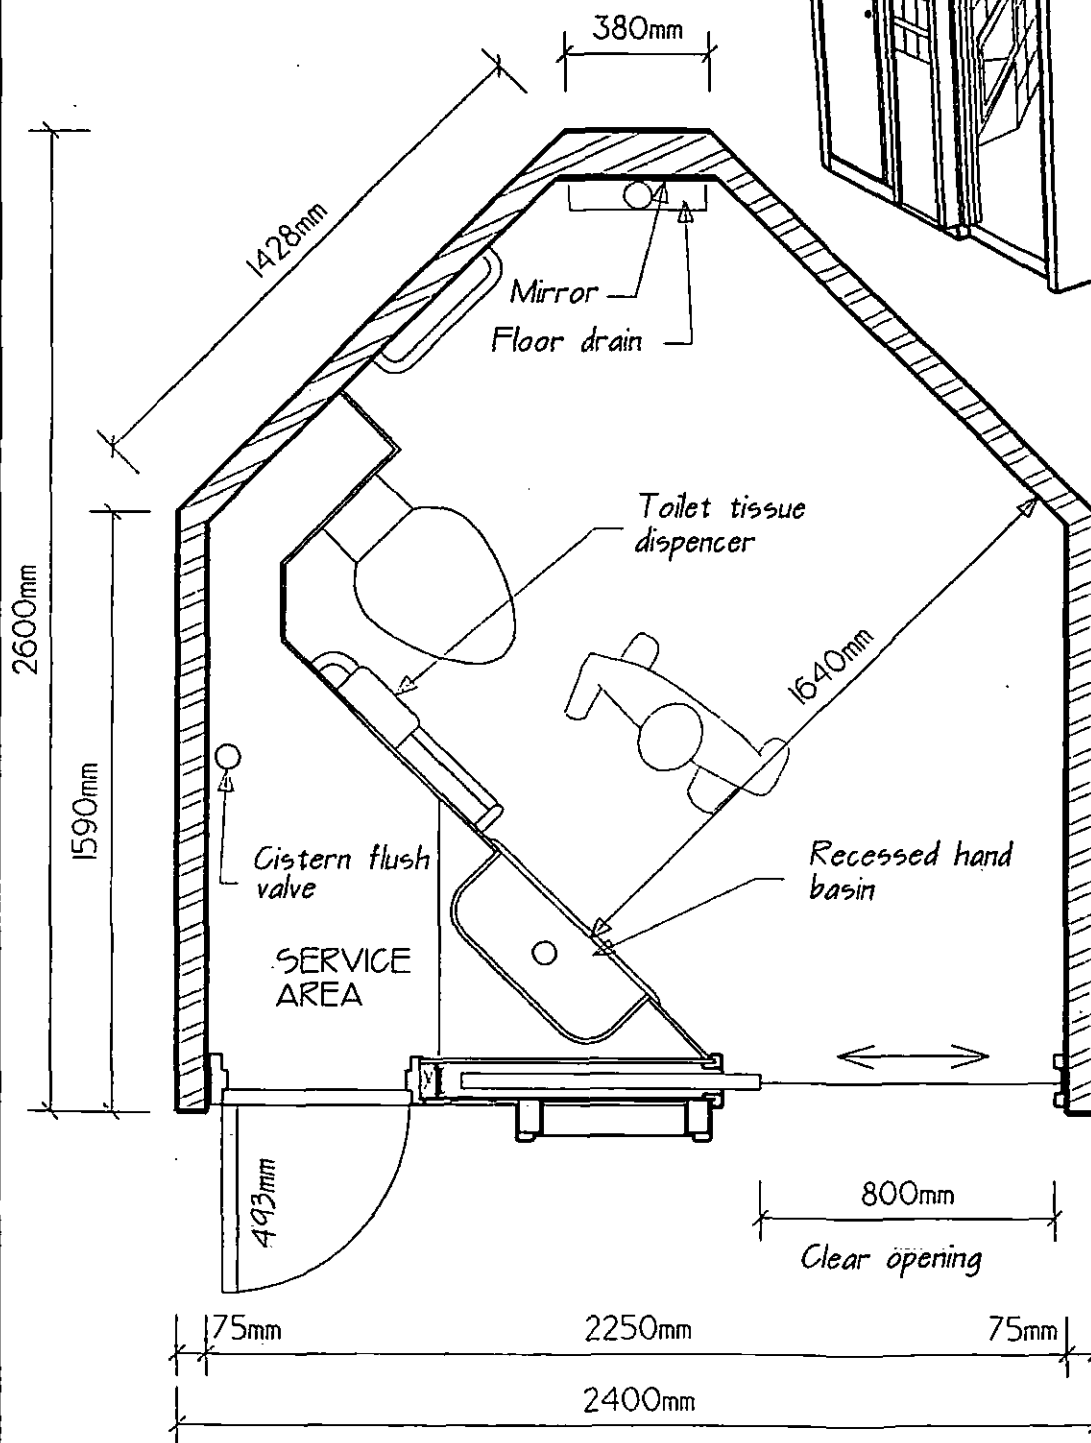 380mm
1428mm
Mirror
Floor drain
Toilet tissue
dispencer
2600mm
1640mm
1590mm
Cistern flush
valve
Recessed hand
basin
SERVICE
AREA
493mm
800mm
Clear opening
75mm
2250mm
75mm
2400mm